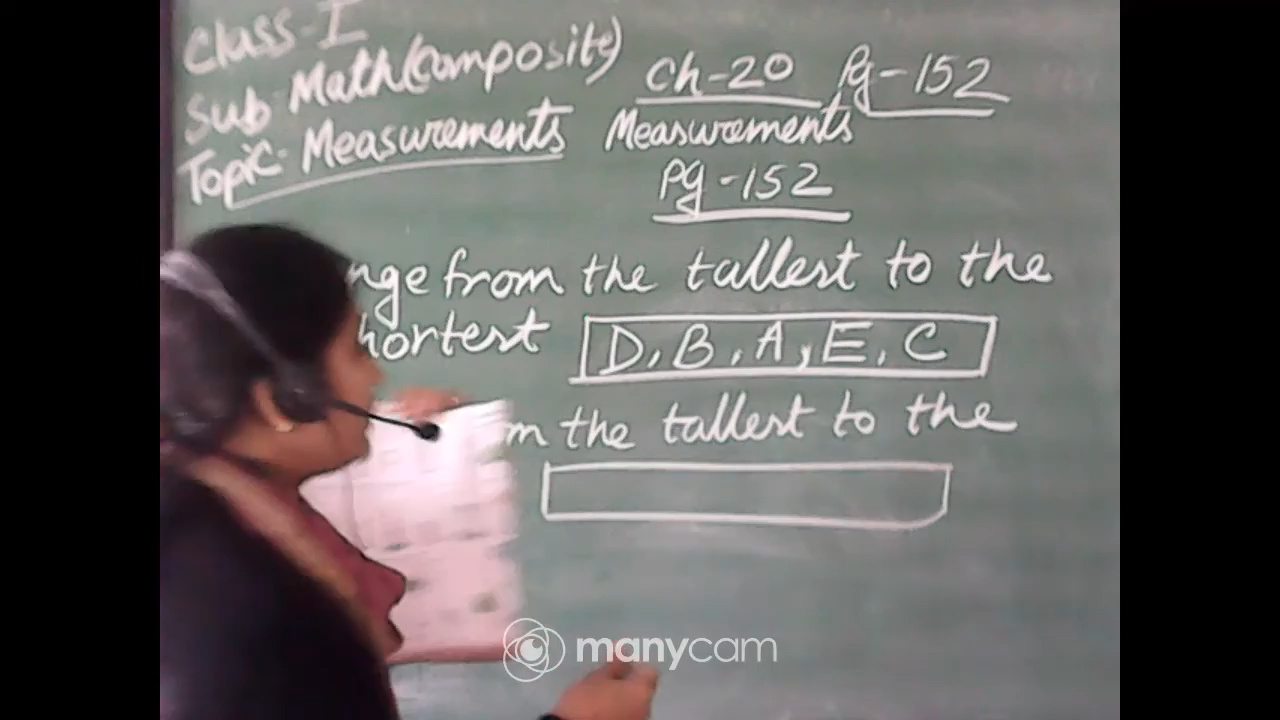 Class-I
Sub-Math(Composite)
Topic-Measurements
Ch-20 Pg-152
Measurements
Pg-152
nge from the tallest to the
hortest D, B, A, E, C
m the tallest to the
manycam